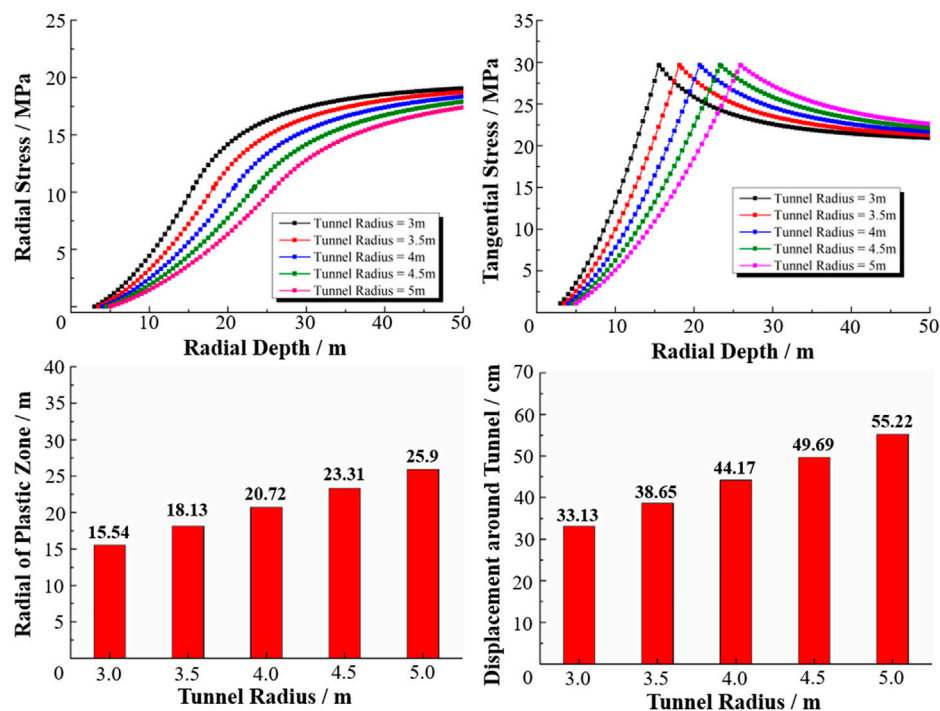 25
20
15
10
5
0
Radial Stress / MPa
Tunnel Radius = 3m
Tunnel Radius = 3.5m
Tunnel Radius = 4m
Tunnel Radius = 4.5m
Tunnel Radius = 5m
10 20 30 40 50
Radial Depth / m
35
30
25
20
15
10
5
0
Tangential Stress / MPa
Tunnel Radius = 3m
Tunnel Radius = 3.5m
Tunnel Radius = 4m
Tunnel Radius = 4.5m
Tunnel Radius = 5m
10 20 30 40 50
Radial Depth / m
40
35
30
25
20
15
10
5
0
Radial of Plastic Zone / m
15.54
18.13
20.72
23.31
25.9
3.0 3.5 4.0 4.5 5.0
Tunnel Radius / m
70
60
50
40
30
20
10
0
Displacement around Tunnel / cm
33.13
38.65
44.17
49.69
55.22
3.0 3.5 4.0 4.5 5.0
Tunnel Radius / m